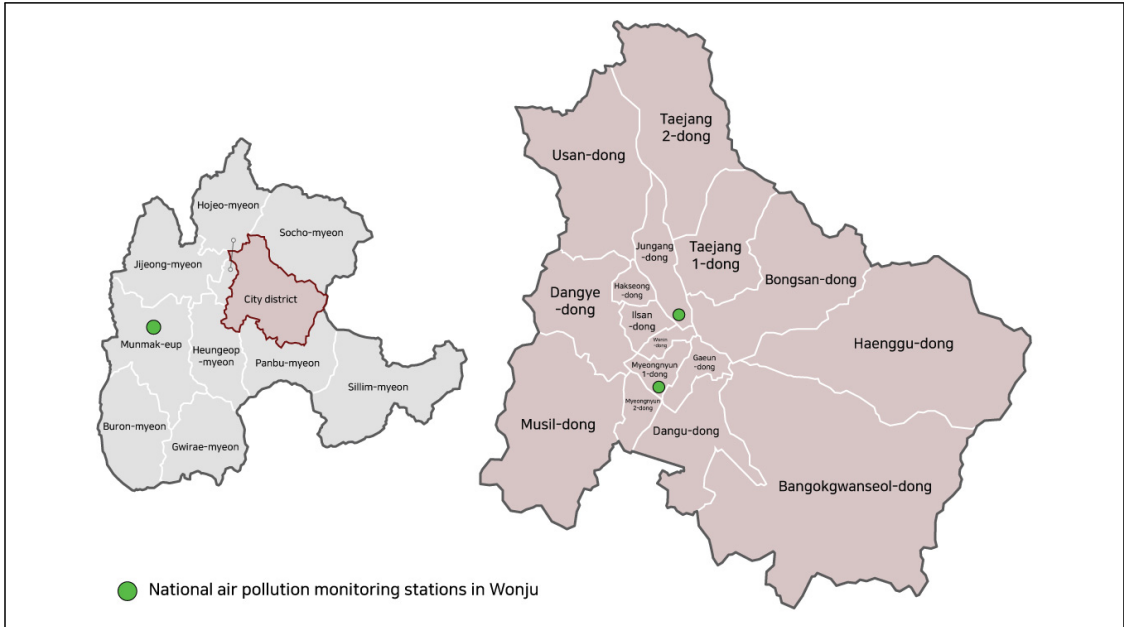 Hojeo-myeon
Socho-myeon
Jijeong-myeon
City district
Munmak-eup
Heungeop
-myeon
Panbu-myeon
Sillim-myeon
Buron-myeon
Gwirae-myeon
Taejang
2-dong
Usan-dong
Jungang
-dong
Taejang
1-dong
Bongsan-dong
Hakseong
-dong
Dangye
-dong
Ilsan
-dong
Wonin
-dong
Haenggu-dong
Myeongnyun
1-dong
Gaeun
-dong
Myeongnyun
2-dong
Musil-dong
Dangu-dong
Bangokgwanseol-dong
National air pollution monitoring stations in Wonju